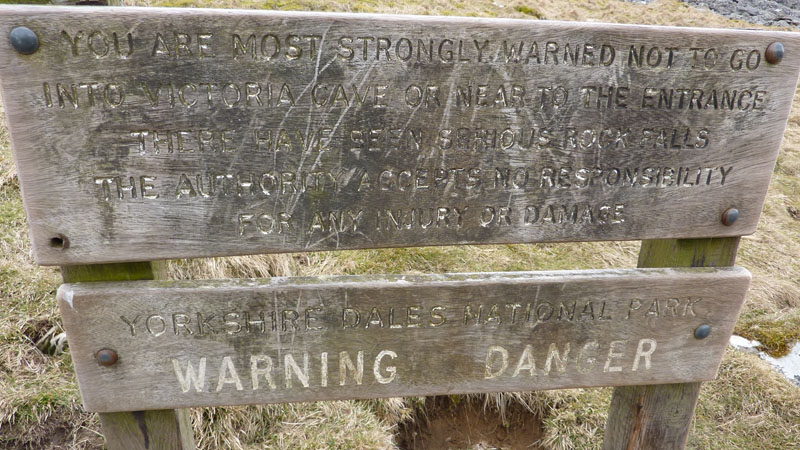 YOU ARE MOST STRONGLY WARNED NOT TO GO
INTO VICTORIA CAVE OR NEAR TO THE ENTRANCE
THERE HAVE BEEN SERIOUS ROCK FALLS
THE AUTHORITY ACCEPTS NO RESPONSIBILITY
FOR ANY INJURY OR DAMAGE
YORKSHIRE DALES NATIONAL PARK
WARNING DANGER